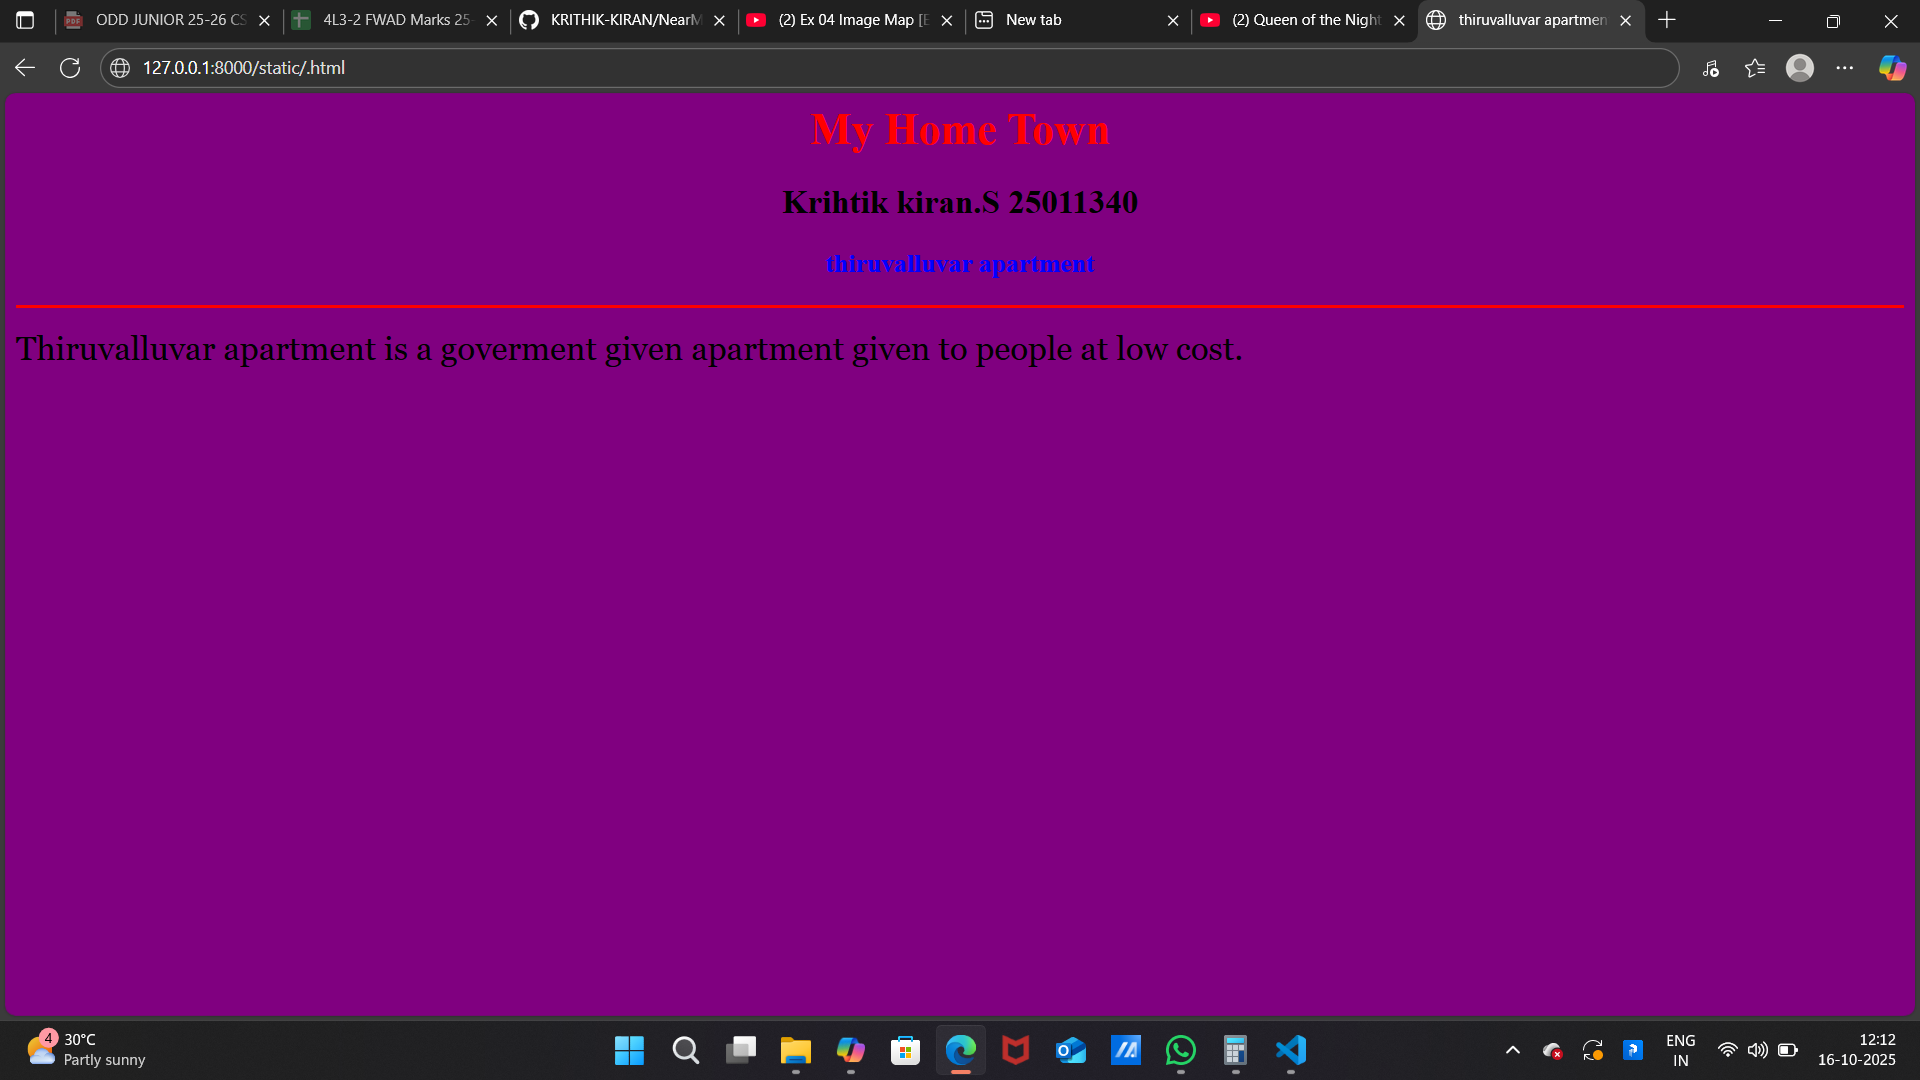 ODD JUNIOR 25-26 CS
4L3-2 FWAD Marks 25-
KRITHIK-KIRAN/NearM
(2) Ex 04 Image Map [E
New tab
(2) Queen of the Night
thiruvalluvar apartmen
127.0.0.1:8000/static/.html
My Home Town
Krihtik kiran.S 25011340
thiruvalluvar apartment
Thiruvalluvar apartment is a goverment given apartment given to people at low cost.
4
30°C
Partly sunny
ENG
IN
12:12
16-10-2025